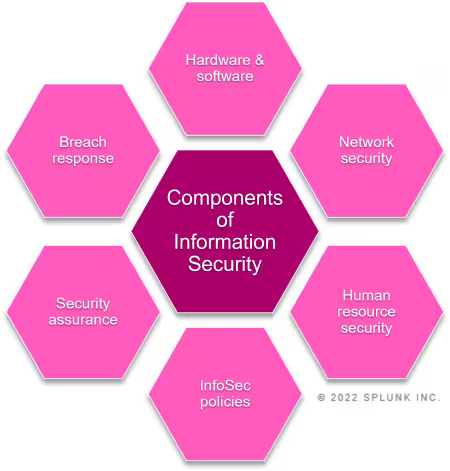 Hardware &
software
Breach
response
Network
security
Components
of
Information
Security
Security
assurance
Human
resource
security
InfoSec
policies
© 2022 SPLUNK INC.